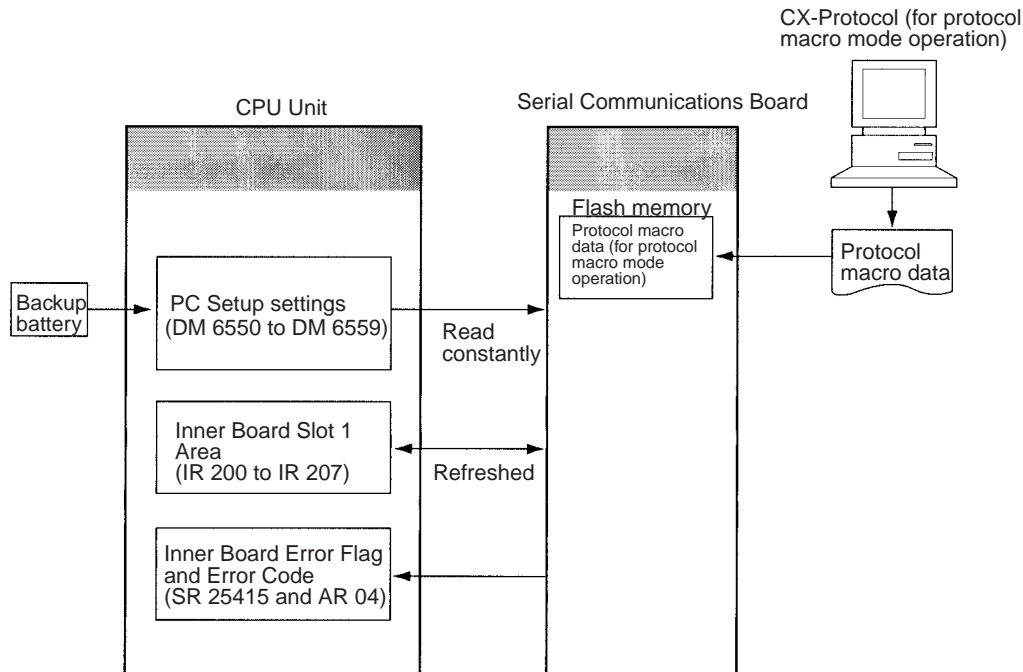 CX-Protocol (for protocol
macro mode operation)
CPU Unit
Serial Communications Board
Flash memory
Protocol macro
data (for protocol
macro mode
operation)
Protocol
macro data
Backup
battery
PC Setup settings
(DM 6550 to DM 6559)
Read
constantly
Inner Board Slot 1
Area
(IR 200 to IR 207)
Refreshed
Inner Board Error Flag
and Error Code
(SR 25415 and AR 04)